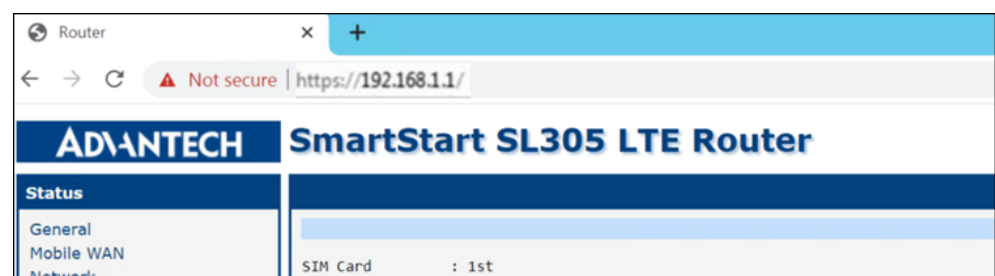 Router
Not secure | https://192.168.1.1/
ADVANTECH SmartStart SL305 LTE Router
Status
General
Mobile WAN
Network
SIM Card : 1st